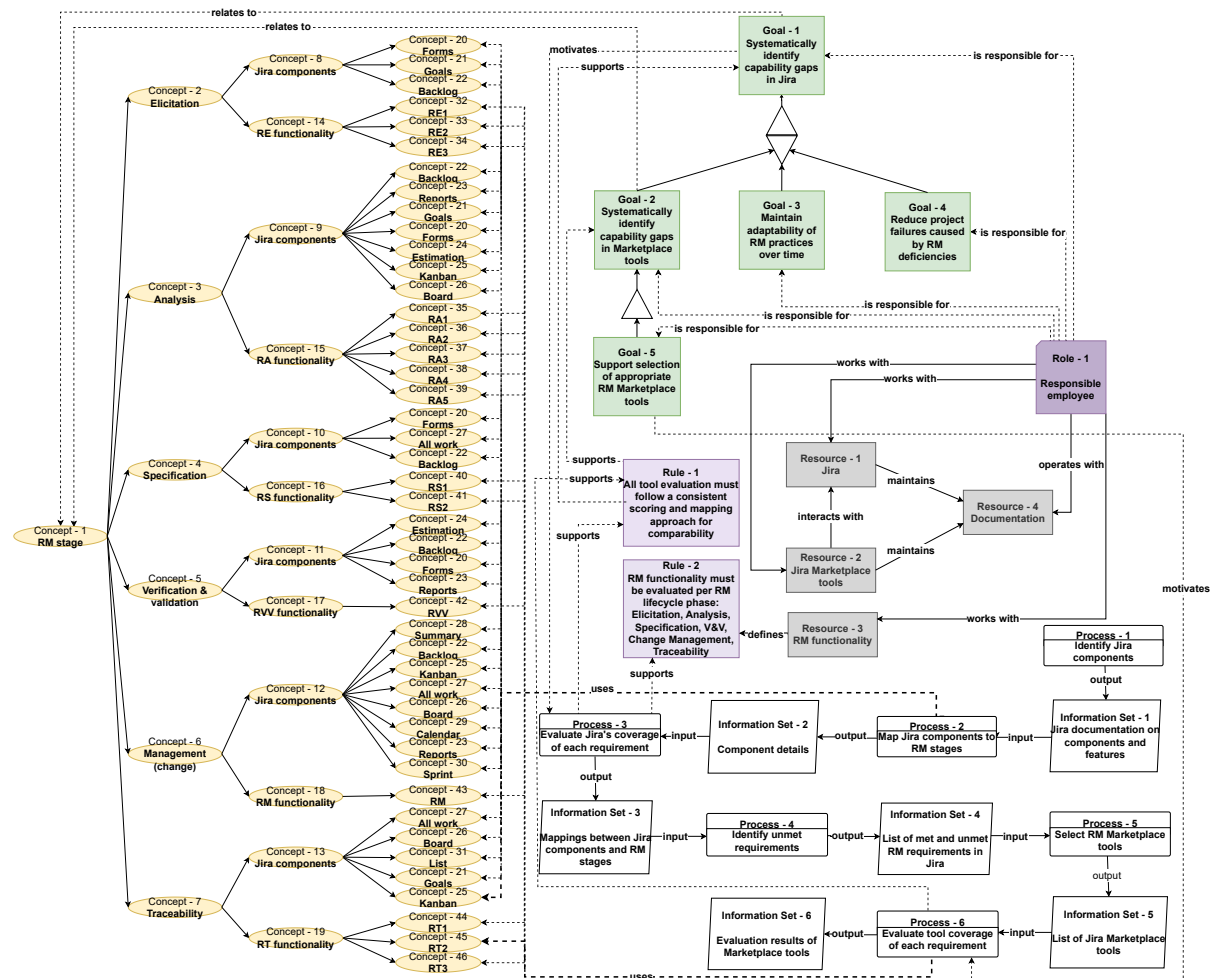 relates to
relates to
Concept - 1
RM stage
Concept - 2
Elicitation
Concept - 8
Jira components
Concept - 20
Forms
Concept - 21
Goals
Concept - 22
Backlog
Concept - 14
RE functionality
Concept - 32
RE1
Concept - 33
RE2
Concept - 34
RE3
Concept - 3
Analysis
Concept - 9
Jira components
Concept - 22
Backlog
Concept - 23
Reports
Concept - 21
Goals
Concept - 20
Forms
Concept - 24
Estimation
Concept - 25
Kanban
Concept - 26
Board
Concept - 15
RA functionality
Concept - 35
RA1
Concept - 36
RA2
Concept - 37
RA3
Concept - 38
RA4
Concept - 39
RA5
Concept - 4
Specification
Concept - 10
Jira components
Concept - 20
Forms
Concept - 27
All work
Concept - 22
Backlog
Concept - 16
RS functionality
Concept - 40
RS1
Concept - 41
RS2
Concept - 5
Verification &
validation
Concept - 11
Jira components
Concept - 24
Estimation
Concept - 22
Backlog
Concept - 20
Forms
Concept - 23
Reports
Concept - 17
RVV functionality
Concept - 42
RVV
Concept - 6
Management
(change)
Concept - 12
Jira components
Concept - 28
Summary
Concept - 22
Backlog
Concept - 25
Kanban
Concept - 27
All work
Concept - 26
Board
Concept - 29
Calendar
Concept - 23
Reports
Concept - 30
Sprint
Concept - 18
RM functionality
Concept - 43
RM
Concept - 7
Traceability
Concept - 13
Jira components
Concept - 27
All work
Concept - 26
Board
Concept - 31
List
Concept - 21
Goals
Concept - 25
Kanban
Concept - 19
RT functionality
Concept - 44
RT1
Concept - 45
RT2
Concept - 46
RT3
Goal - 1
Systematically
identify
capability gaps
in Jira
motivates
supports
is responsible for
Goal - 2
Systematically
identify
capability gaps
in Marketplace
tools
Goal - 3
Maintain
adaptability of
RM practices
over time
Goal - 4
Reduce project
failures caused
by RM
deficiencies
is responsible for
is responsible for
is responsible for
is responsible for
Goal - 5
Support selection
of appropriate
RM Marketplace
tools
Role - 1
Responsible
employee
works with
works with
operates with
Resource - 1
Jira
maintains
Resource - 4
Documentation
interacts with
Resource - 2
Jira Marketplace
tools
maintains
supports
supports
supports
Rule - 1
All tool evaluation must
follow a consistent
scoring and mapping
approach for
comparability
Rule - 2
RM functionality must
be evaluated per RM
lifecycle phase:
Elicitation, Analysis,
Specification, V&V,
Change Management,
Traceability
defines
Resource - 3
RM functionality
works with
motivates
supports
uses
Process - 1
Identify Jira
components
output
Information Set - 1
Jira documentation
on components and
features
input
Process - 2
Map Jira components to
RM stages
output
Information Set - 2
Component details
input
Process - 3
Evaluate Jira's coverage
of each requirement
output
Information Set - 3
Mappings between Jira
components and RM
stages
input
Process - 4
Identify unmet
requirements
output
Information Set - 4
List of met and unmet
RM requirements in
Jira
input
Process - 5
Select RM Marketplace
tools
output
Information Set - 5
List of Jira Marketplace
tools
input
Process - 6
Evaluate tool coverage
of each requirement
output
Information Set - 6
Evaluation results of
Marketplace tools
uses